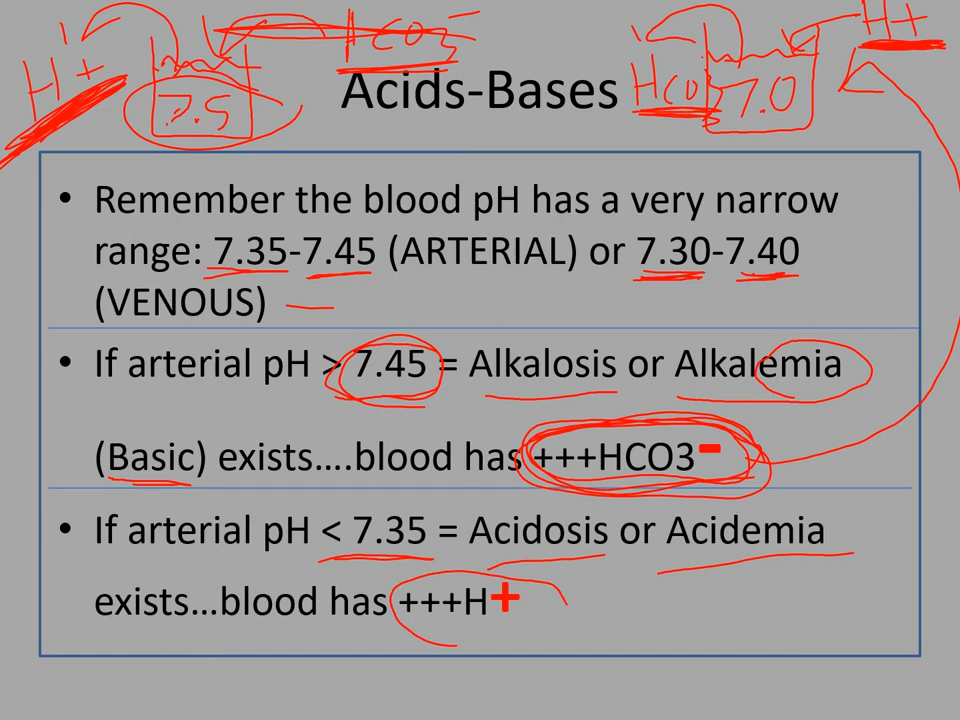 H+
HCO3-
H+
Acids-Bases
7.5
HCO3
7.0
• Remember the blood pH has a very narrow
range: 7.35-7.45 (ARTERIAL) or 7.30-7.40
(VENOUS)
• If arterial pH > 7.45 = Alkalosis or Alkalemia
(Basic) exists….blood has +++HCO3-
• If arterial pH < 7.35 = Acidosis or Acidemia
exists…blood has +++H+